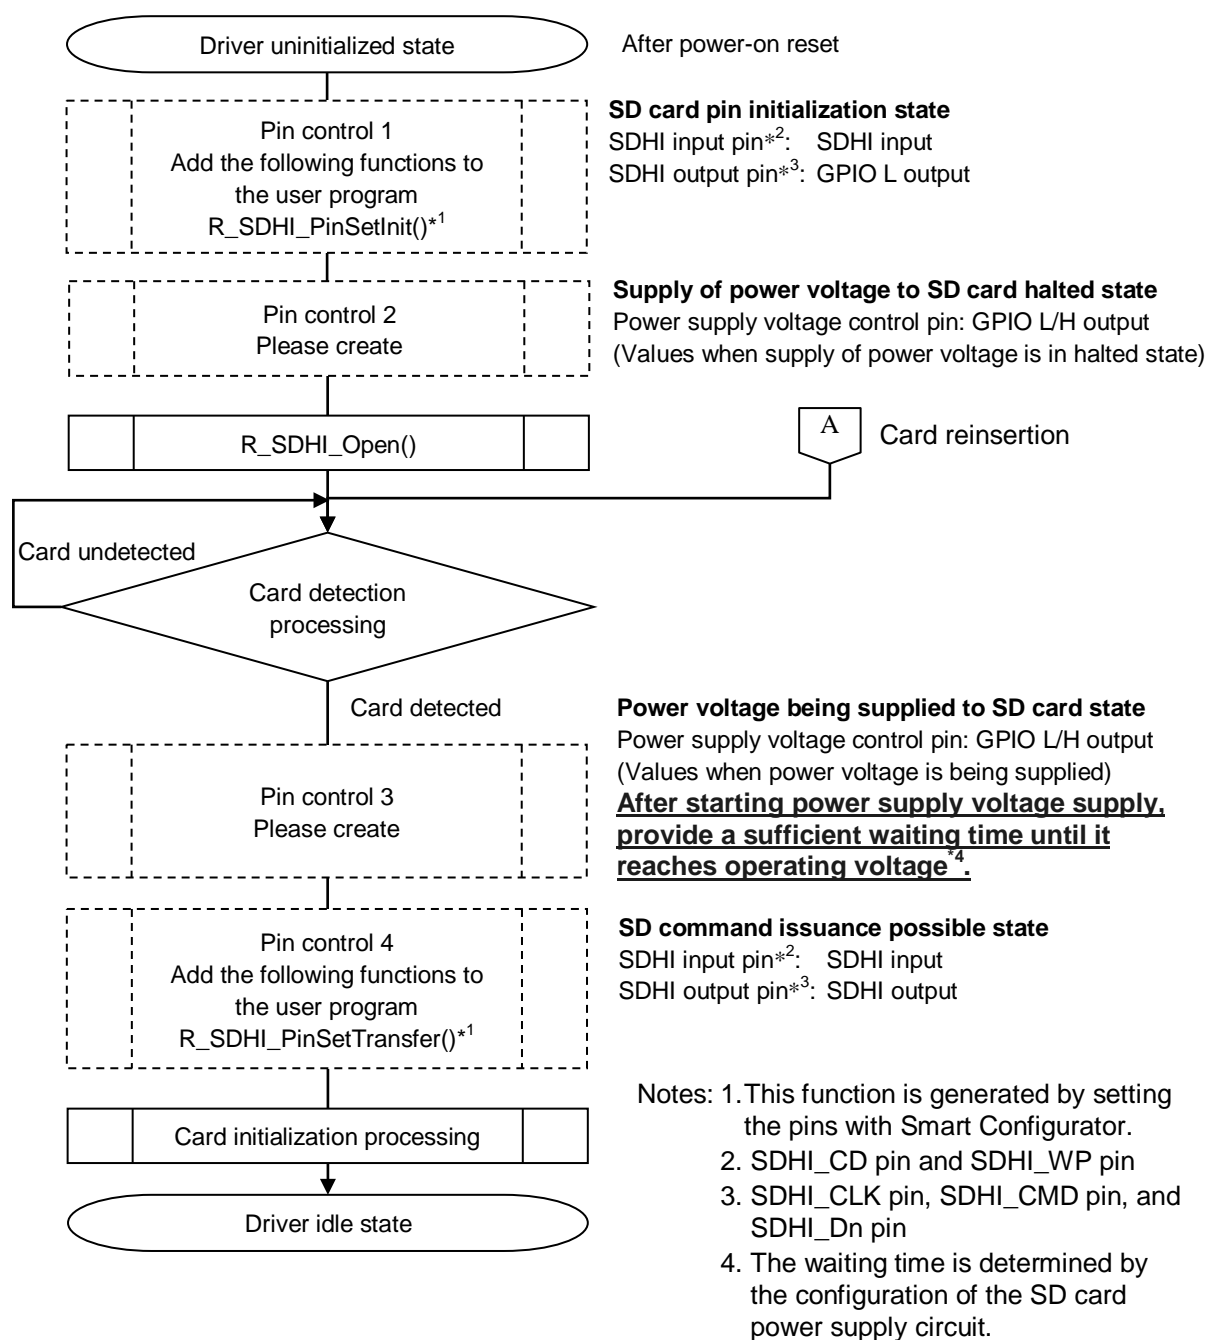 Driver uninitialized state
After power-on reset
Pin control 1
Add the following functions to
the user program
R_SDHI_PinSetInit()*1
SD card pin initialization state
SDHI input pin*2: SDHI input
SDHI output pin*3: GPIO L output
Pin control 2
Please create
Supply of power voltage to SD card halted state
Power supply voltage control pin: GPIO L/H output
(Values when supply of power voltage is in halted state)
R_SDHI_Open()
A
Card reinsertion
Card undetected
Card detection
processing
Card detected
Pin control 3
Please create
Power voltage being supplied to SD card state
Power supply voltage control pin: GPIO L/H output
(Values when power voltage is being supplied)
After starting power supply voltage supply,
provide a sufficient waiting time until it
reaches operating voltage*4.
Pin control 4
Add the following functions to
the user program
R_SDHI_PinSetTransfer()*1
SD command issuance possible state
SDHI input pin*2: SDHI input
SDHI output pin*3: SDHI output
Card initialization processing
Driver idle state
Notes: 1.This function is generated by setting
the pins with Smart Configurator.
2. SDHI_CD pin and SDHI_WP pin
3. SDHI_CLK pin, SDHI_CMD pin, and
SDHI_Dn pin
4. The waiting time is determined by
the configuration of the SD card
power supply circuit.